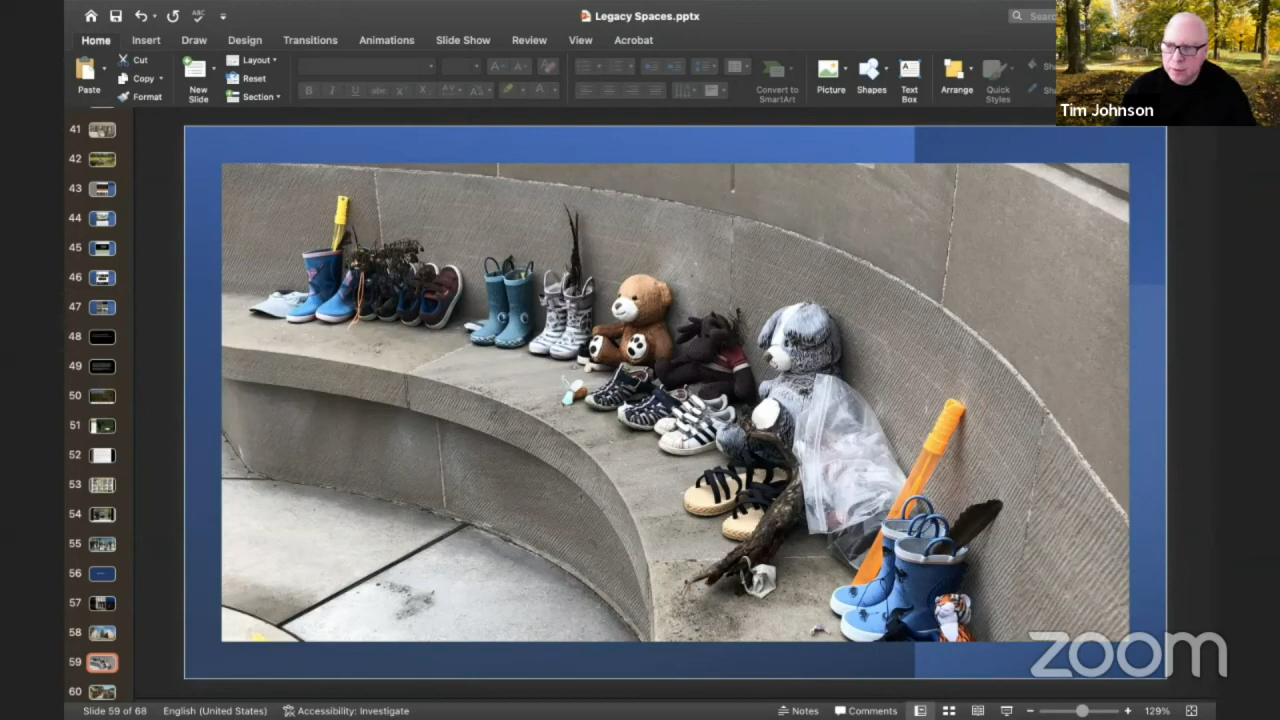 Legacy Spaces.pptx
Home Insert Draw Design Transitions Animations Slide Show Review View Acrobat
Paste
Cut
Copy
Format
New Slide
Layout
Reset
Section
Convert to SmartArt
Picture
Shapes
Text Box
Arrange
Quick Styles
Tim Johnson
41
42
43
44
45
46
47
48
49
50
51
52
53
54
55
56
57
58
59
60
zoom
Slide 59 of 68 English (United States) Accessibility: Investigate Notes Comments 129%